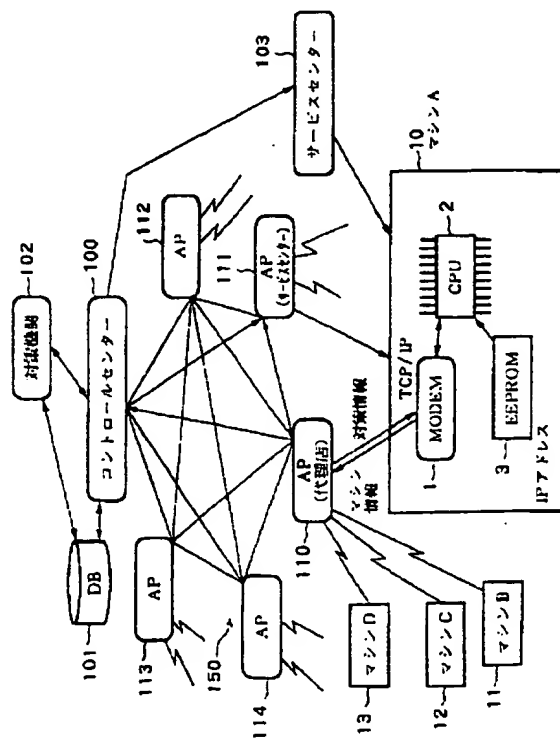 102
対策機関
100
コントロールセンター
101
DB
103
サービスセンター
112
AP
111
AP
(サービスセンター)
113
AP
150
114
AP
110
AP
(代理店)
マシン
情報
対策情報
TCP/IP
10
マシンA
2
CPU
1
MODEM
3
EEPROM
IPアドレス
13
マシンD
12
マシンC
11
マシンB